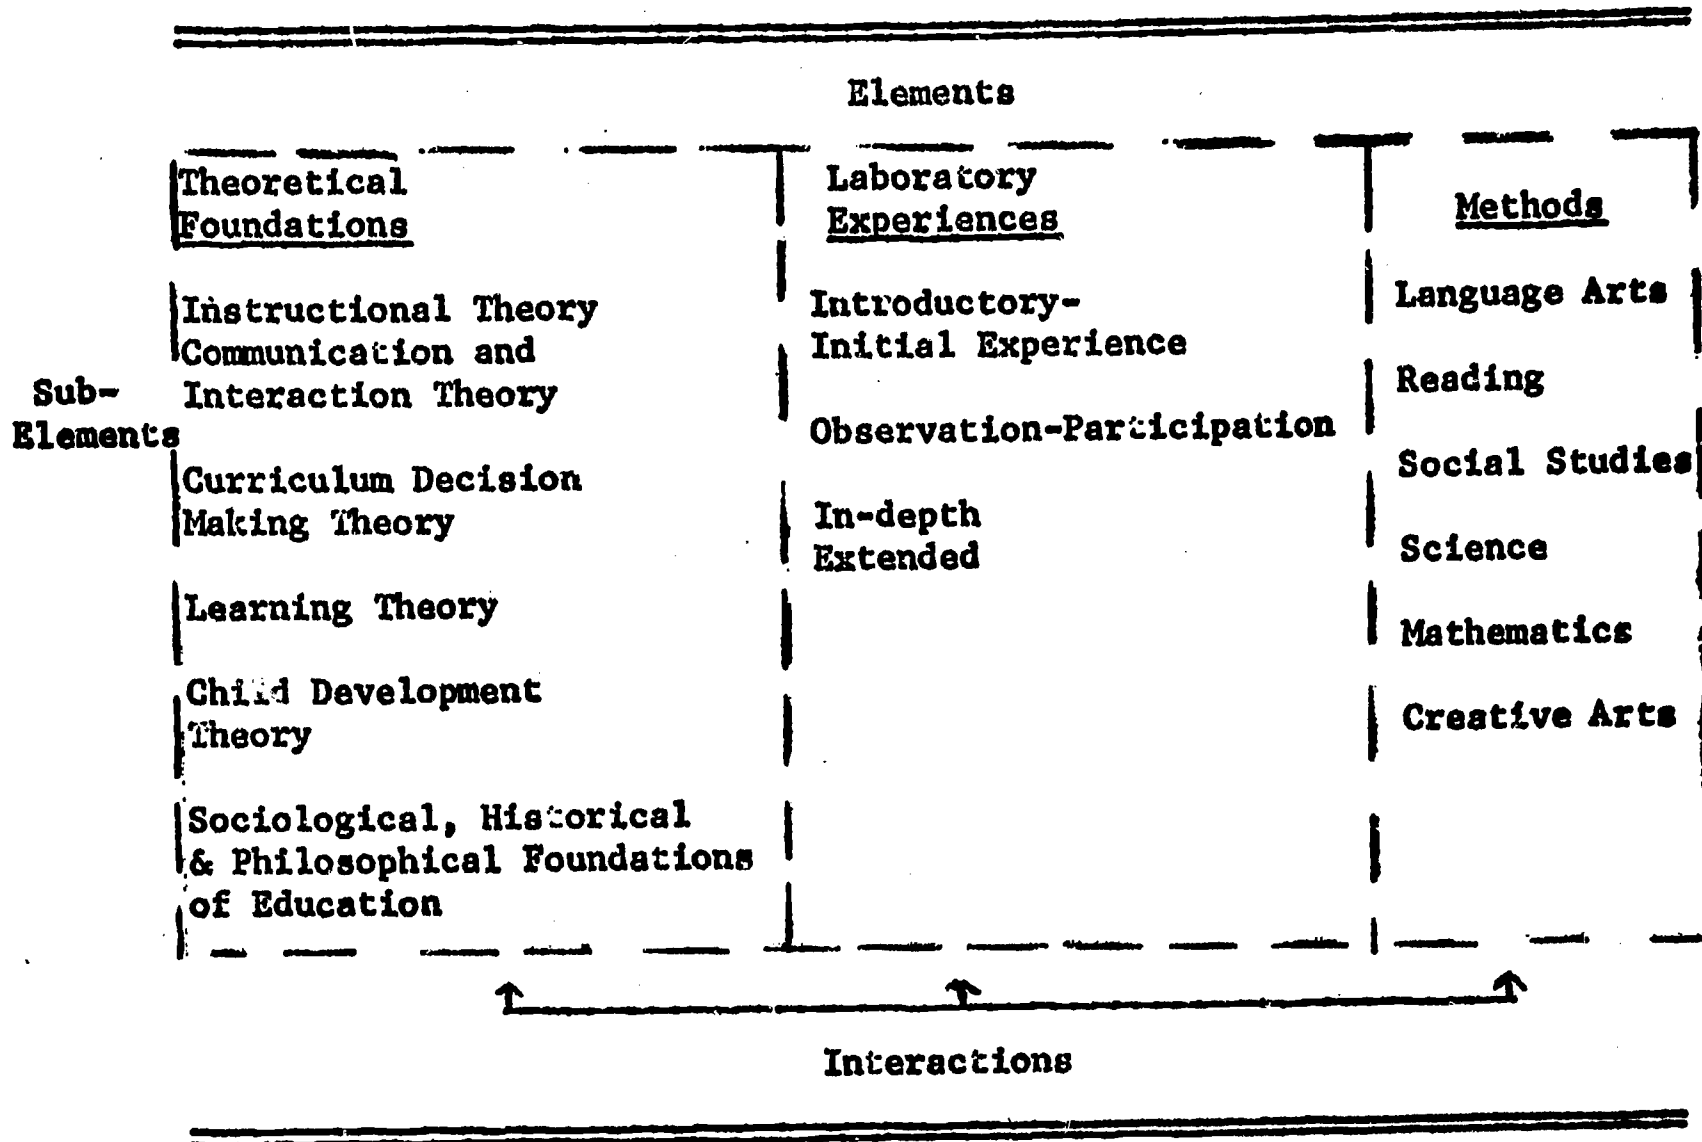 Elements
Theoretical
Foundations
Instructional Theory
Communication and
Interaction Theory
Curriculum Decision
Making Theory
Learning Theory
Child Development
Theory
Sociological, Historical
& Philosophical Foundations
of Education
Laboratory
Experiences
Introductory-
Initial Experience
Observation-Participation
In-depth
Extended
Methods
Language Arts
Reading
Social Studies
Science
Mathematics
Creative Arts
Sub-
Elements
Interactions